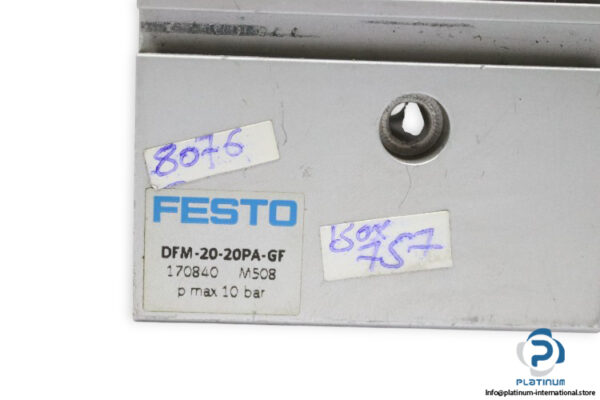 8076
FESTO
DFM-20-20PA-GF
170840 M508
p max 10 bar
Box
757
PLATINUM
Info@platinum-international.store